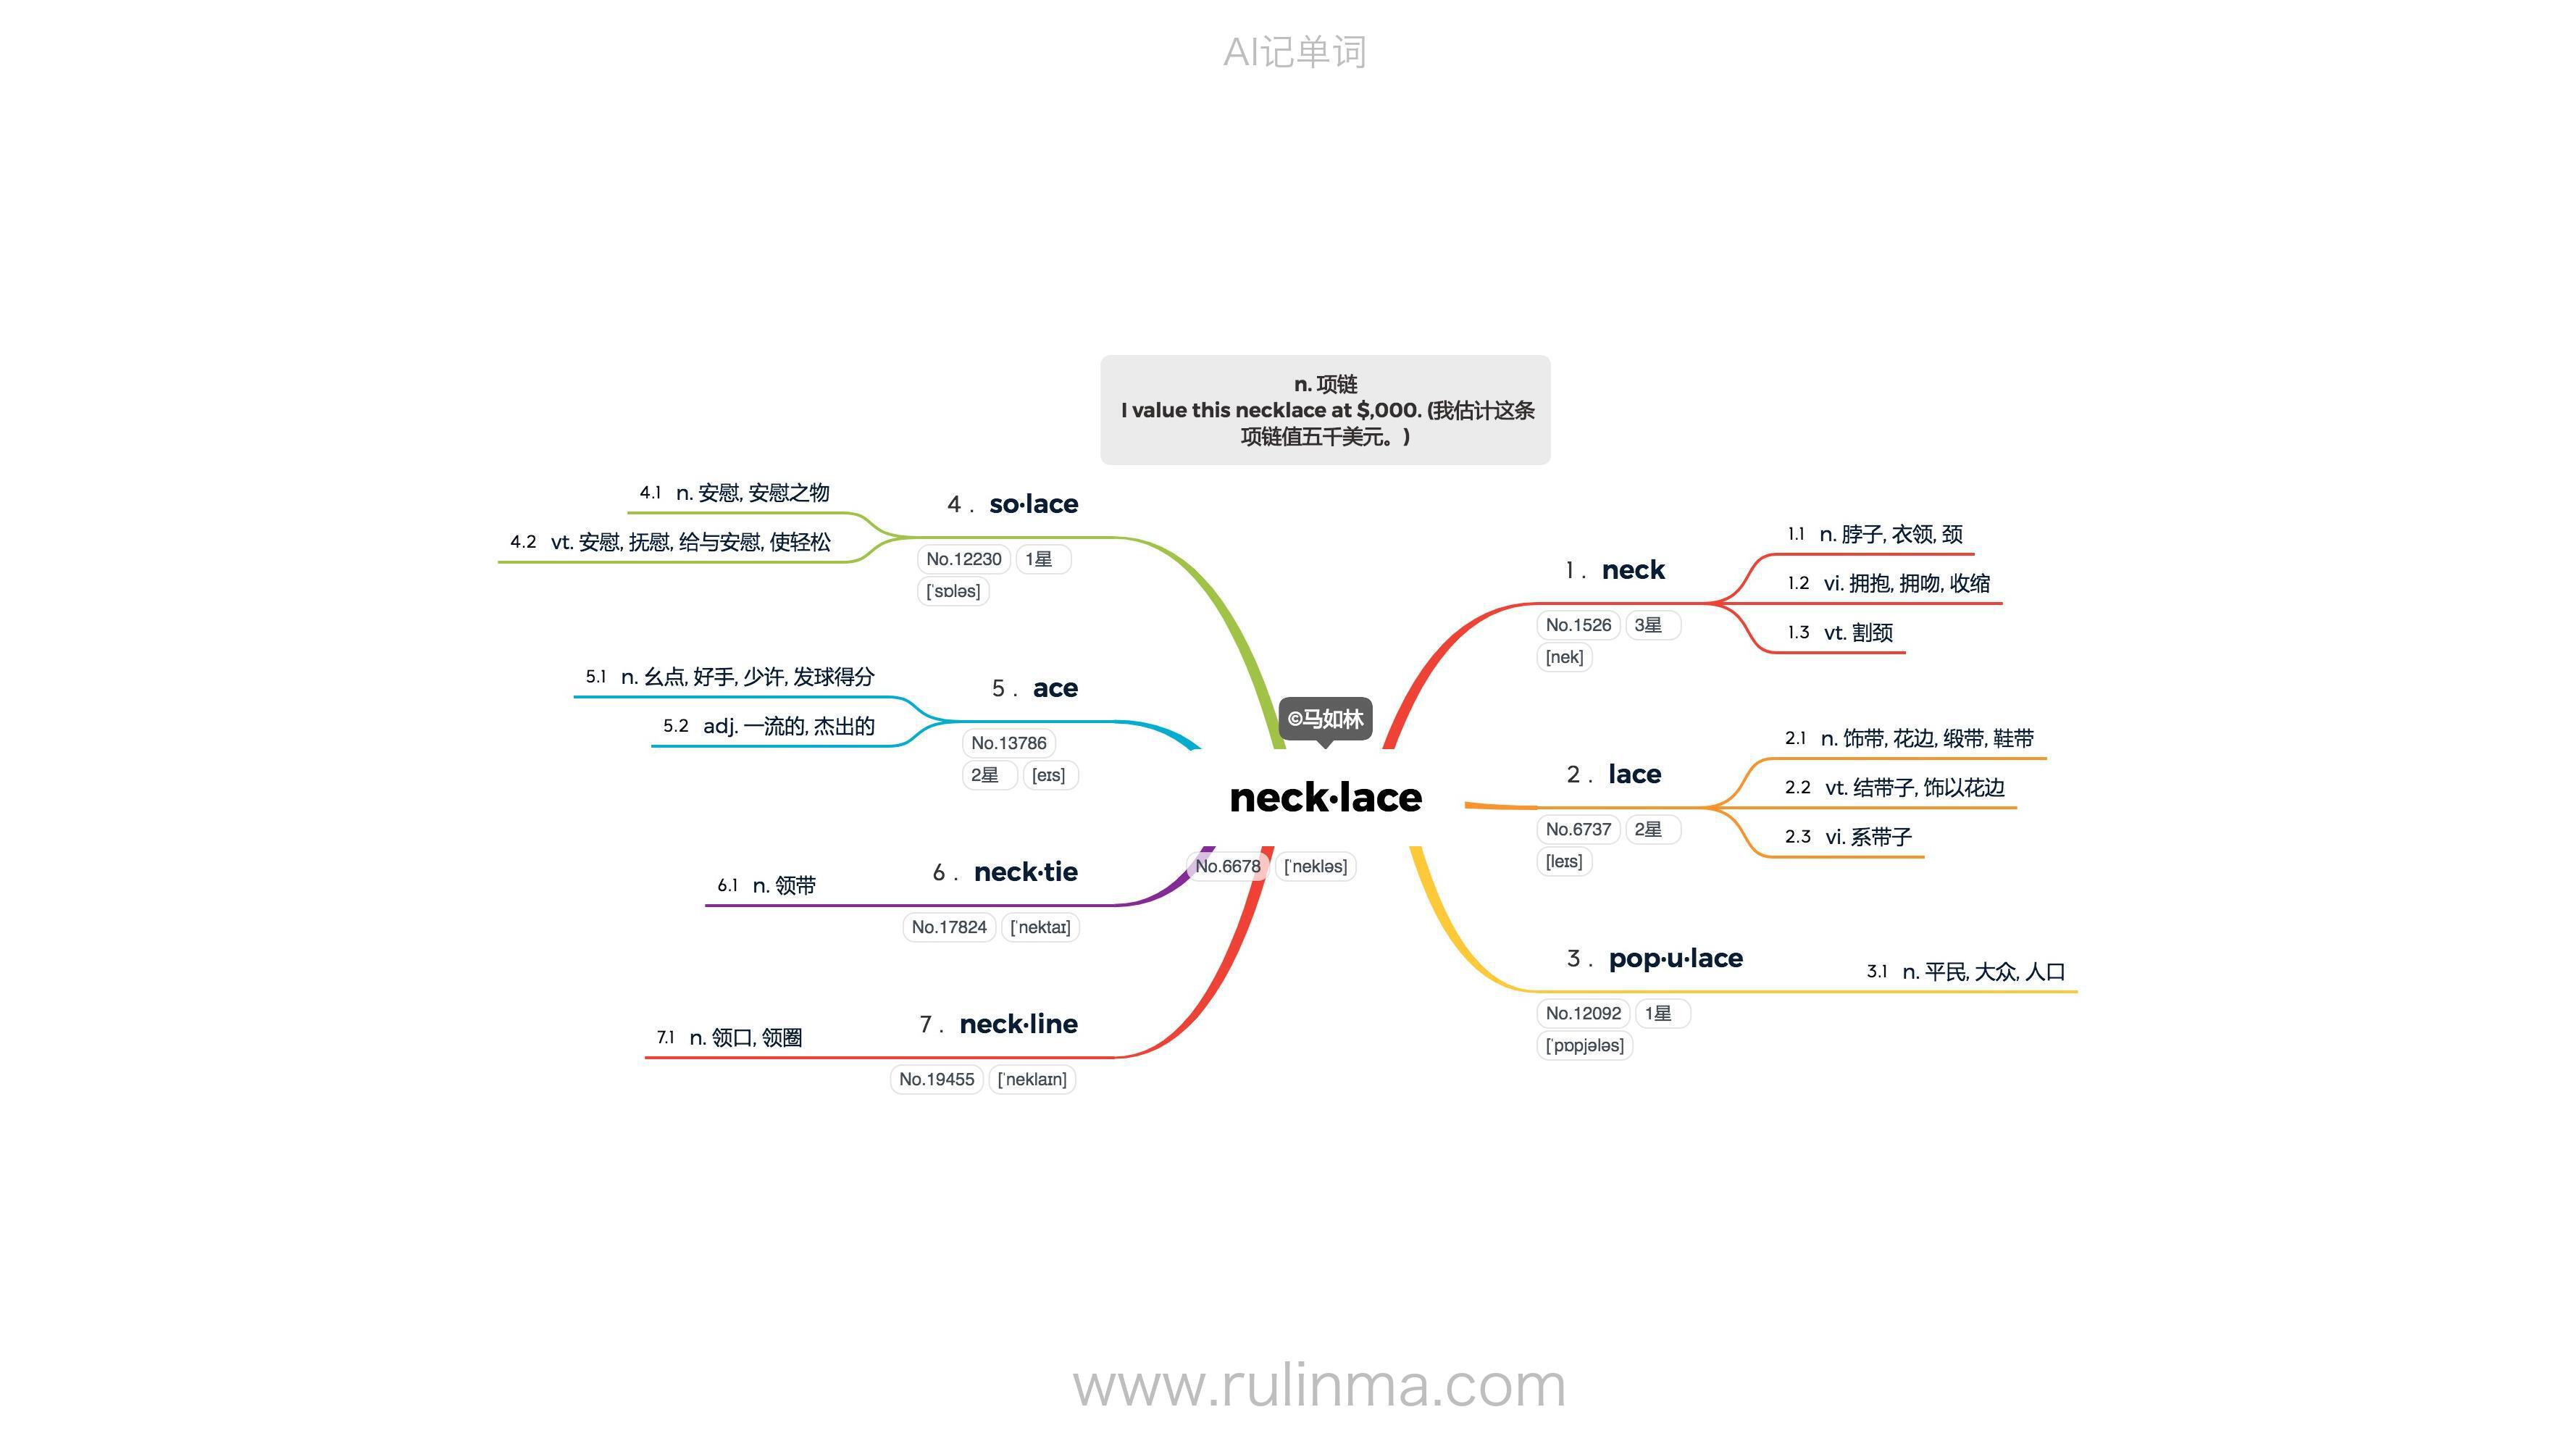 AI记单词
n. 项链
I value this necklace at $,000. (我估计这条
项链值五千美元。)
©马如林
neck·lace
No.6678 ['nekləs]
1 . neck
No.1526 3星
[nek]
1.1 n. 脖子, 衣领, 颈
1.2 vi. 拥抱, 拥吻, 收缩
1.3 vt. 割颈
2 . lace
No.6737 2星
[leɪs]
2.1 n. 饰带, 花边, 缎带, 鞋带
2.2 vt. 结带子, 饰以花边
2.3 vi. 系带子
3 . pop·u·lace
No.12092 1星
['pɒpjələs]
3.1 n. 平民, 大众, 人口
4 . so·lace
No.12230 1星
['sɒləs]
4.1 n. 安慰, 安慰之物
4.2 vt. 安慰, 抚慰, 给与安慰, 使轻松
5 . ace
No.13786
2星 [eɪs]
5.1 n. 幺点, 好手, 少许, 发球得分
5.2 adj. 一流的, 杰出的
6 . neck·tie
No.17824 ['nektaɪ]
6.1 n. 领带
7 . neck·line
No.19455 ['neklaɪn]
7.1 n. 领口, 领圈
www.rulinma.com